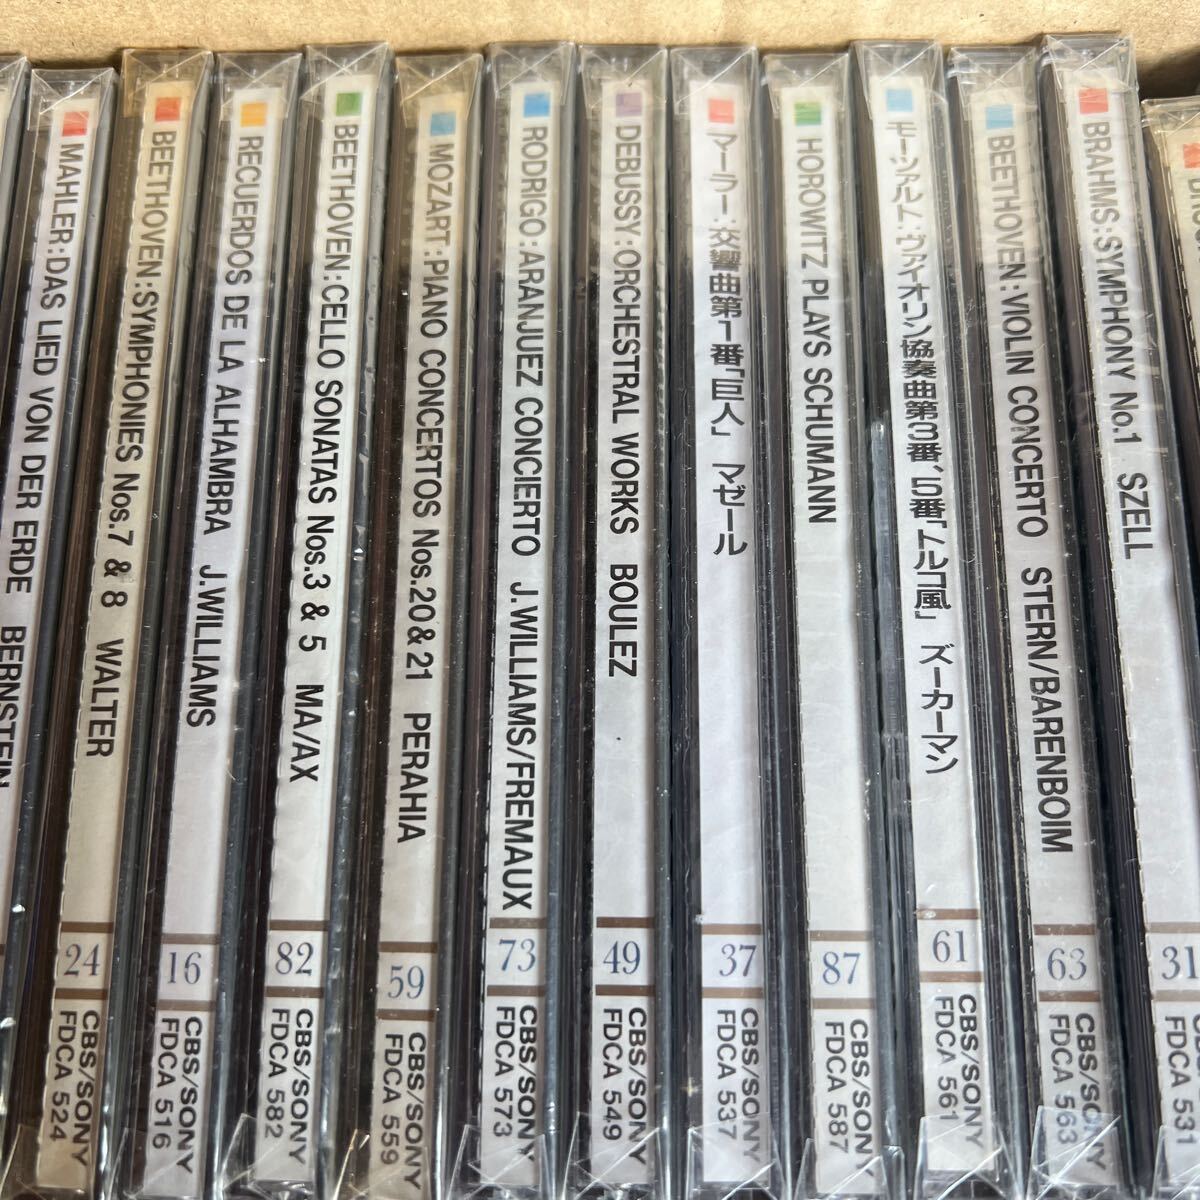 MAHLER:DAS LIED VON DER ERDE BERNSTEIN
BEETHOVEN:SYMPHONIES Nos.7 & 8 WALTER
24
CBS/SONY
FDCA 524
RECUERDOS DE LA ALHAMBRA J.WILLIAMS
16
CBS/SONY
FDCA 516
BEETHOVEN:CELLO SONATAS Nos.3 & 5 MA/AX
82
CBS/SONY
FDCA 582
MOZART:PIANO CONCERTOS Nos.20&21 PERAHIA
59
CBS/SONY
FDCA 559
RODRIGO:ARANJUEZ CONCIERTO J.WILLIAMS/FREMAUX
73
CBS/SONY
FDCA 573
DEBUSSY:ORCHESTRAL WORKS BOULEZ
49
CBS/SONY
FDCA 549
マーラー:交響曲第1番「巨人」 マゼール
37
CBS/SONY
FDCA 537
HOROWITZ PLAYS SCHUMANN
87
CBS/SONY
FDCA 587
モーツァルト:ヴァイオリン協奏曲第3番、5番「トルコ風」 ズーカーマン
61
CBS/SONY
FDCA 561
BEETHOVEN:VIOLIN CONCERTO STERN/BARENBOIM
63
CBS/SONY
FDCA 563
BRAHMS:SYMPHONY No.1 SZELL
31
FDCA 531